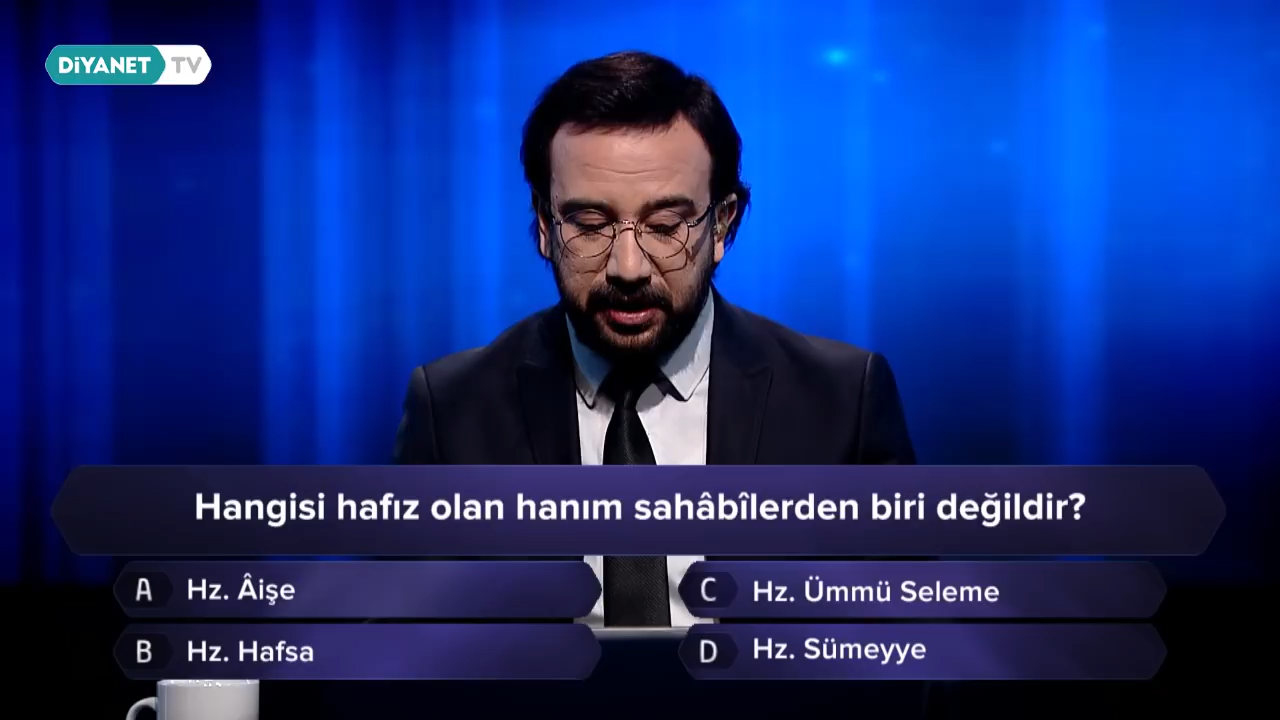 DİYANET TV
Hangisi hafız olan hanım sahâbîlerden biri değildir?
A Hz. Âişe
B Hz. Hafsa
C Hz. Ümmü Seleme
D Hz. Sümeyye